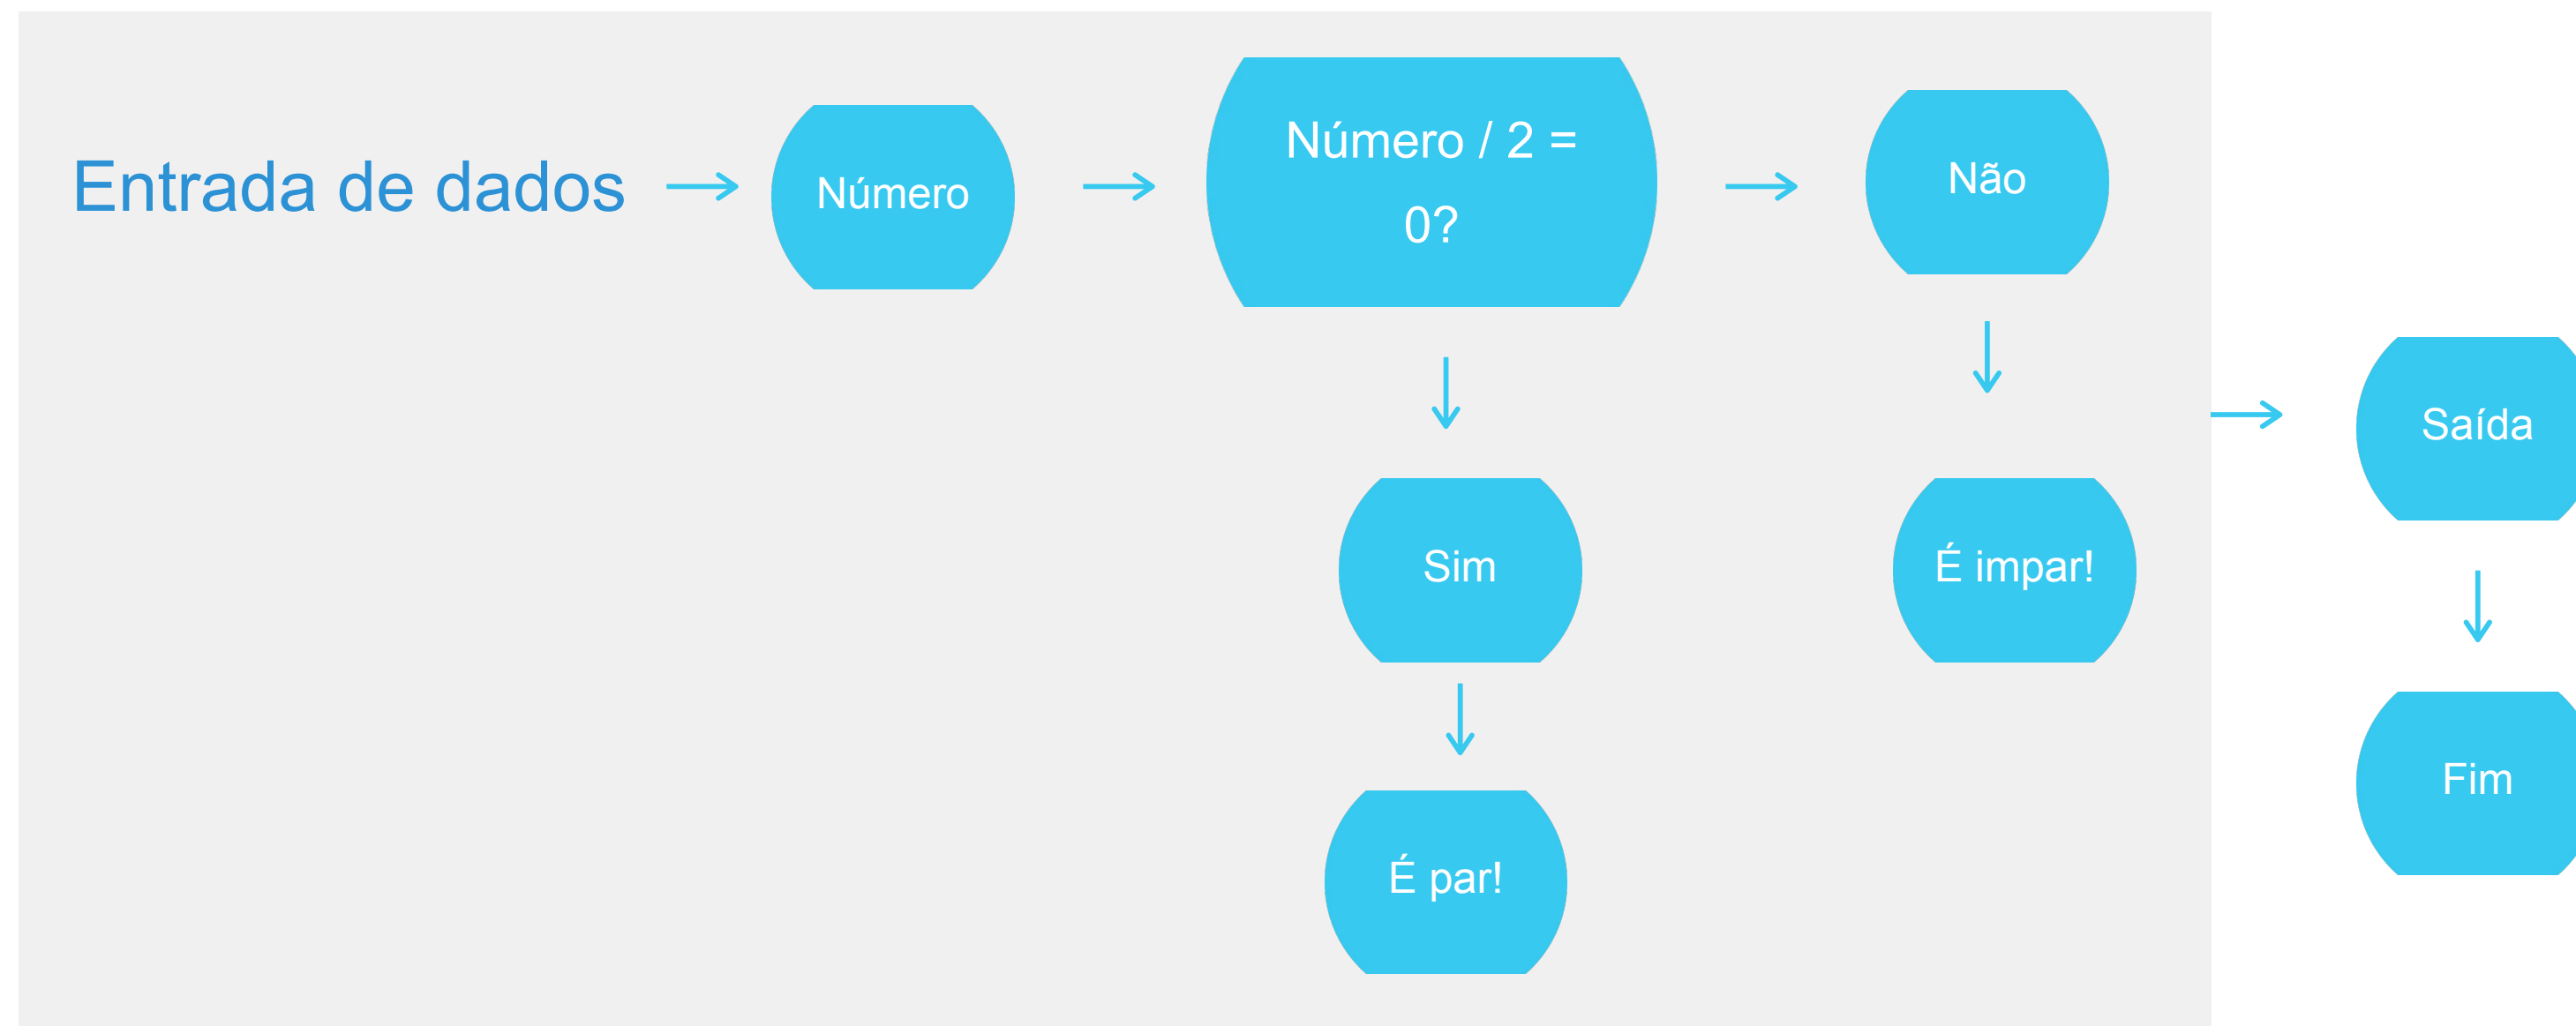 Entrada de dados
Número
Número / 2 =
0?
Não
Sim
É impar!
É par!
Saída
Fim